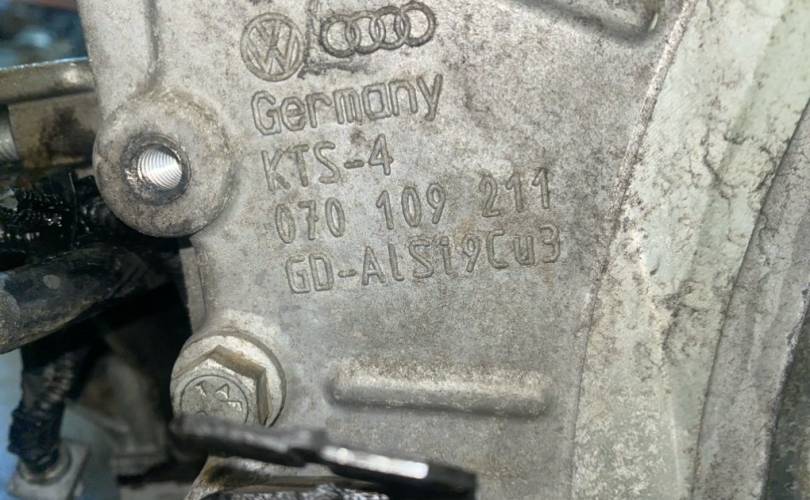 Germany
KTS-4
070 109 211
GD-AlSi9Cu3